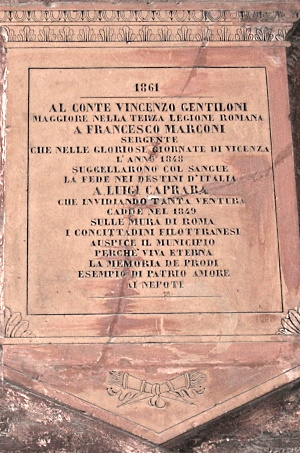 1861
AL CONTE VINCENZO GENTILONI
MAGGIORE NELLA TERZA LEGIONE ROMANA
A FRANCESCO MARCONI
SERGENTE
CHE NELLE GLORIOSE GIORNATE DI VICENZA
L'ANNO 1848
SUGGELLARONO COL SANGUE
LA FEDE NEI DESTINI D'ITALIA
A LUIGI CAPRARA
CHE INVIDIANDO TANTA VENTURA
CADDE NEL 1849
SULLE MURA DI ROMA
I CONCITTADINI FILOTTRANESI
AUSPICE IL MUNICIPIO
PERCHÈ VIVA ETERNA
LA MEMORIA DE PRODI
ESEMPIO DI PATRIO AMORE
AI NEPOTI